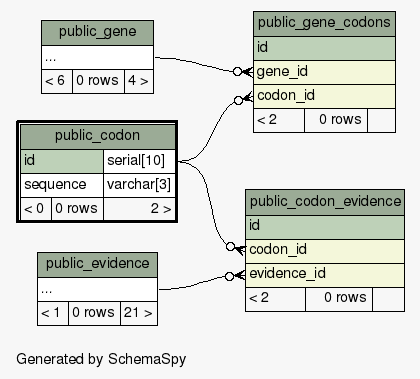 public_gene
...
< 6 0 rows 4 >
public_gene_codons
id
gene_id
codon_id
< 2 0 rows
public_codon
id serial[10]
sequence varchar[3]
< 0 0 rows 2 >
public_codon_evidence
id
codon_id
evidence_id
< 2 0 rows
public_evidence
...
< 1 0 rows 21 >
Generated by SchemaSpy